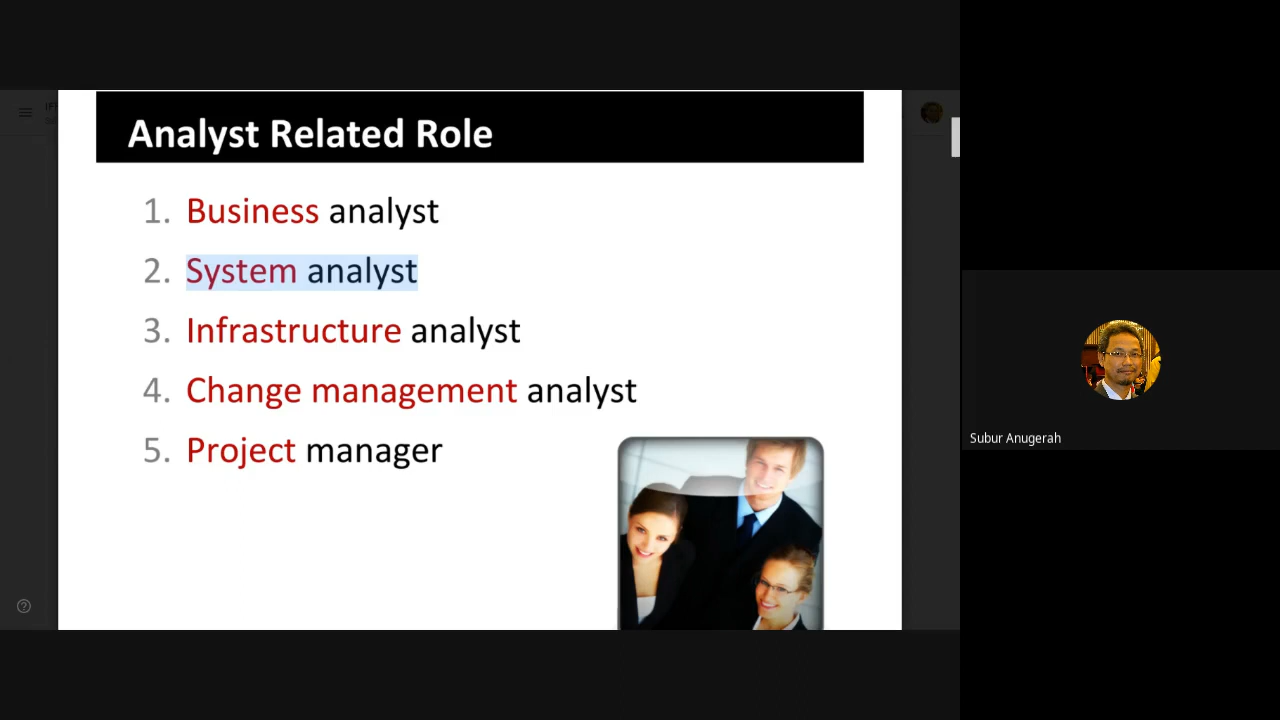 Analyst Related Role
1. Business analyst
2. System analyst
3. Infrastructure analyst
4. Change management analyst
5. Project manager
Subur Anugerah